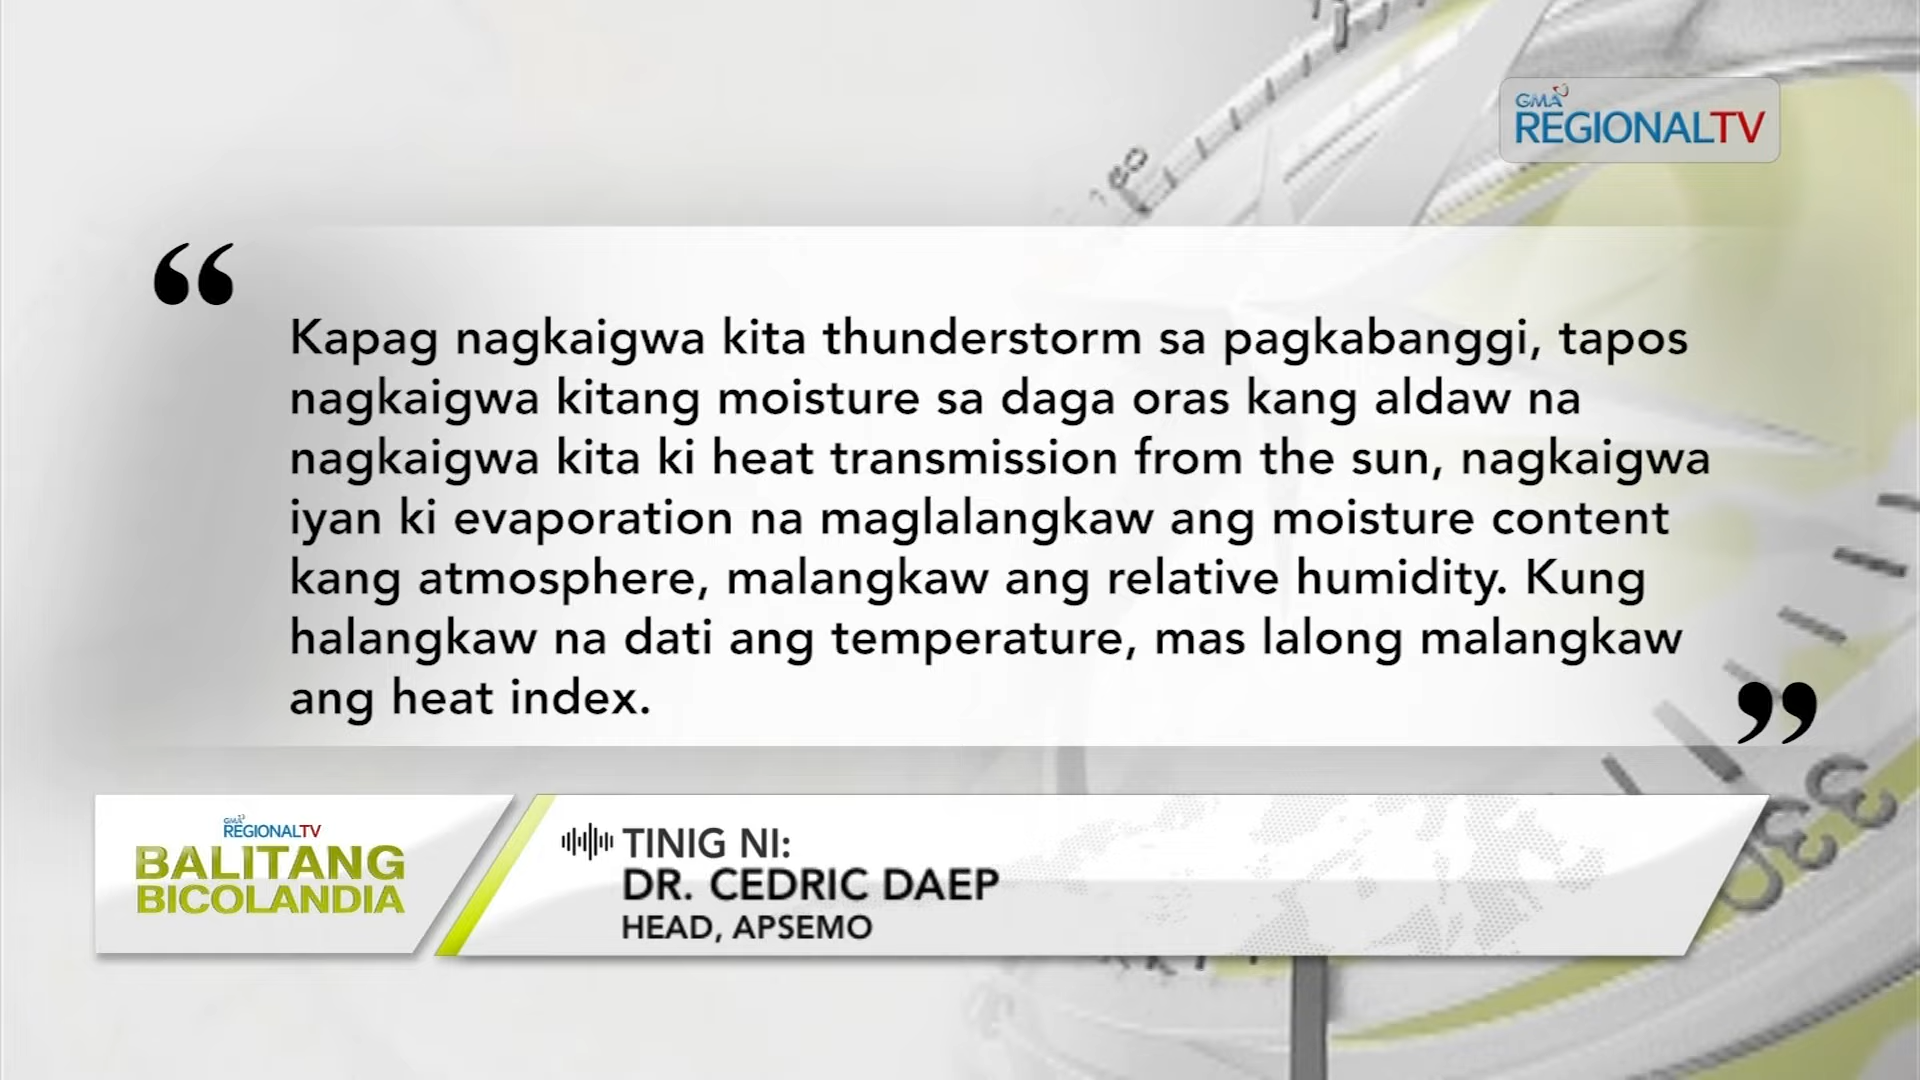 GMA
REGIONALTV
“
Kapag nagkaigwa kita thunderstorm sa pagkabanggi, tapos
nagkaigwa kitang moisture sa daga oras kang aldaw na
nagkaigwa kita ki heat transmission from the sun, nagkaigwa
iyan ki evaporation na maglalangkaw ang moisture content
kang atmosphere, malangkaw ang relative humidity. Kung
halangkaw na dati ang temperature, mas lalong malangkaw
ang heat index.
”
GMA
REGIONALTV
BALITANG
BICOLANDIA
TINIG NI:
DR. CEDRIC DAEP
HEAD, APSEMO
60
30